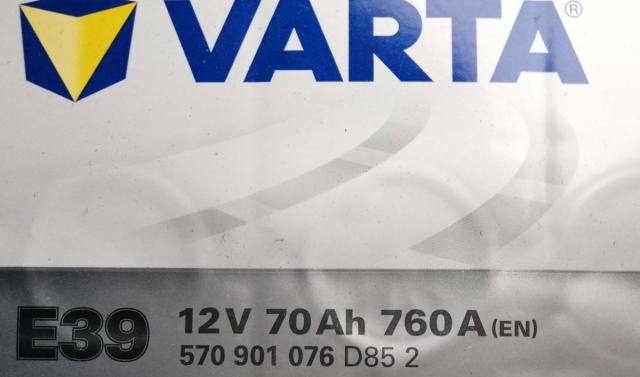 VARTA®
E39 12V 70Ah 760A (EN)
570 901 076 D85 2